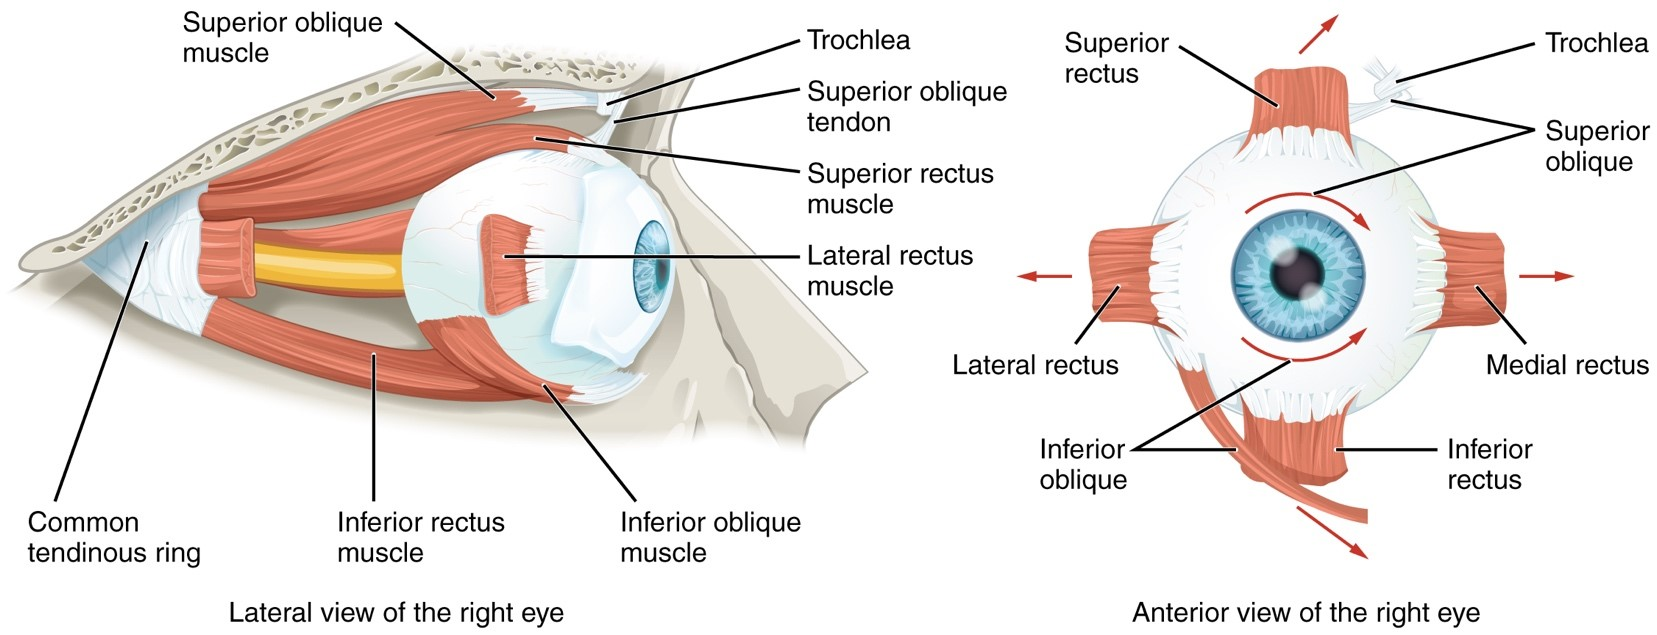 Superior oblique
muscle
Trochlea
Superior oblique
tendon
Superior rectus
muscle
Lateral rectus
muscle
Common
tendinous ring
Inferior rectus
muscle
Inferior oblique
muscle
Lateral view of the right eye
Superior
rectus
Trochlea
Superior
oblique
Lateral rectus
Medial rectus
Inferior
oblique
Inferior
rectus
Anterior view of the right eye